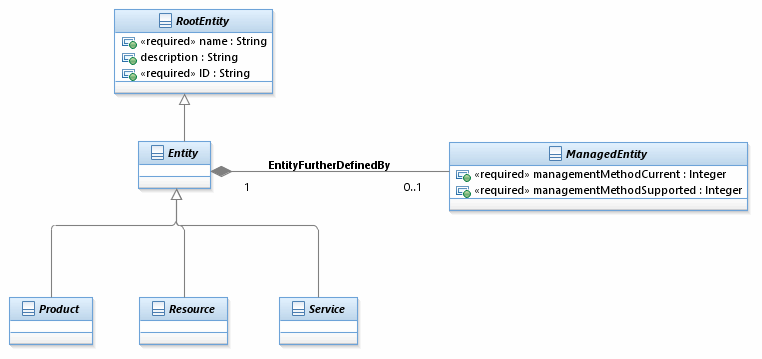 RootEntity
«required» name : String
description : String
«required» ID : String
Entity
EntityFurtherDefinedBy
1
0..1
ManagedEntity
«required» managementMethodCurrent : Integer
«required» managementMethodSupported : Integer
Product
Resource
Service